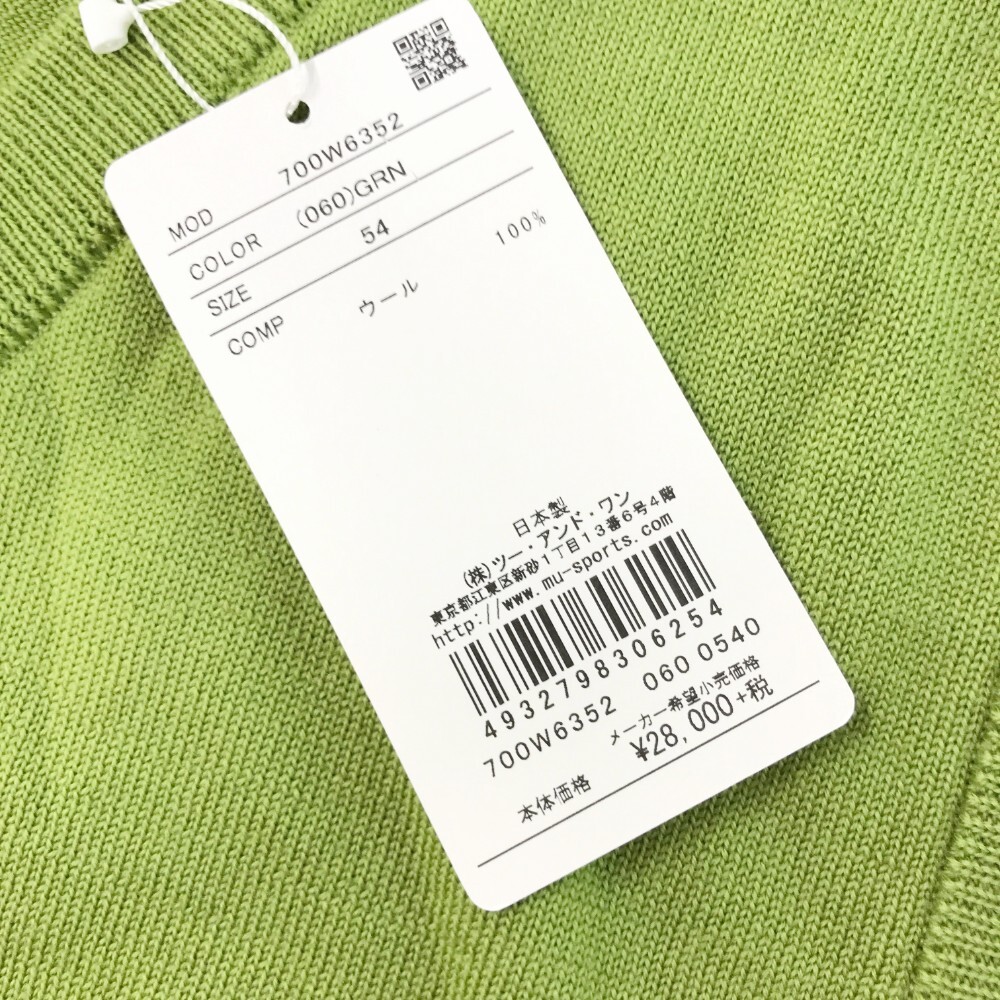 MOD 700W6352
COLOR (060)GRN
SIZE 54
COMP ウール 100%
日本製
(株)ツー・アンド・ワン
東京都江東区新砂1丁目13番6号4階
http://www.mu-sports.com
4932798306254
700W6352 060 0540
メーカー希望小売価格
本体価格 ¥28,000+税